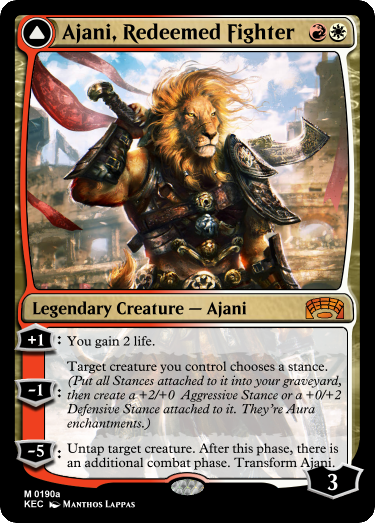 Ajani, Redeemed Fighter
Legendary Creature — Ajani
+1: You gain 2 life.
Target creature you control chooses a stance.
(Put all Stances attached to it into your graveyard,
-1: then create a +2/+0 Aggressive Stance or a +0/+2
Defensive Stance attached to it. They're Aura
enchantments.)
-5: Untap target creature. After this phase, there is
an additional combat phase. Transform Ajani.
3
M 0190a
KEC Manthos Lappas